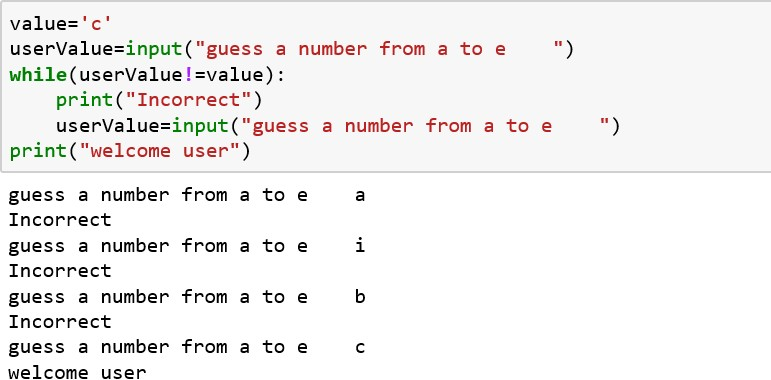 value='c'
userValue=input("guess a number from a to e    ")
while(userValue!=value):
    print("Incorrect")
    userValue=input("guess a number from a to e    ")
print("welcome user")
guess a number from a to e    a
Incorrect
guess a number from a to e    i
Incorrect
guess a number from a to e    b
Incorrect
guess a number from a to e    c
welcome user